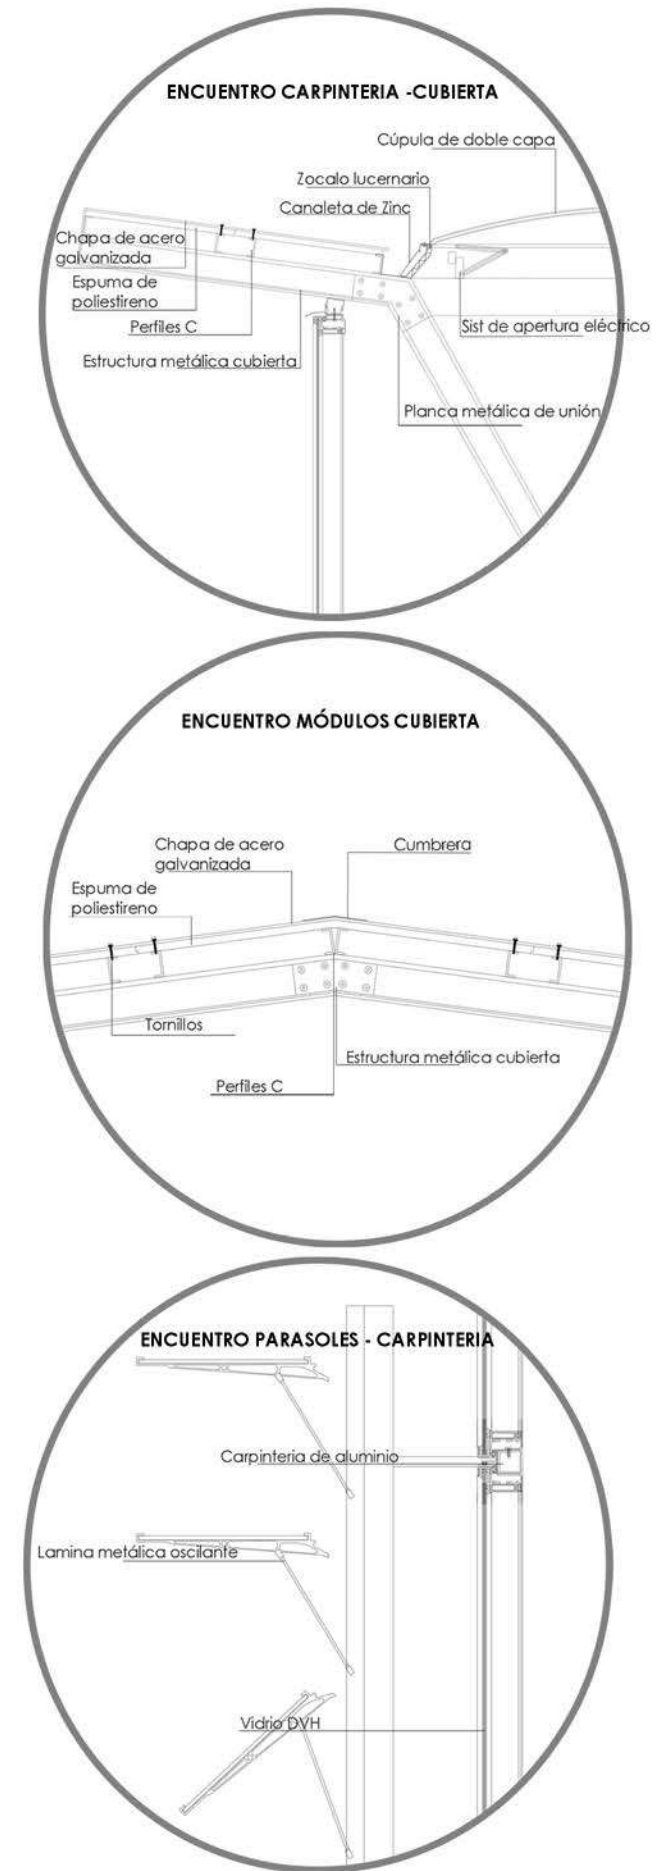 ENCUENTRO CARPINTERIA -CUBIERTA
Cúpula de doble capa
Zocalo lucernario
Canaleta de Zinc
Chapa de acero
galvanizada
Espuma de
poliestireno
Perfiles C
Sist de apertura eléctrico
Estructura metálica cubierta
Planca metálica de unión
ENCUENTRO MÓDULOS CUBIERTA
Chapa de acero
galvanizada
Cumbrera
Espuma de
poliestireno
Tornillos
Estructura metálica cubierta
Perfiles C
ENCUENTRO PARASOLES - CARPINTERIA
Carpinteria de aluminio
Lamina metálica oscilante
Vidrio DVH